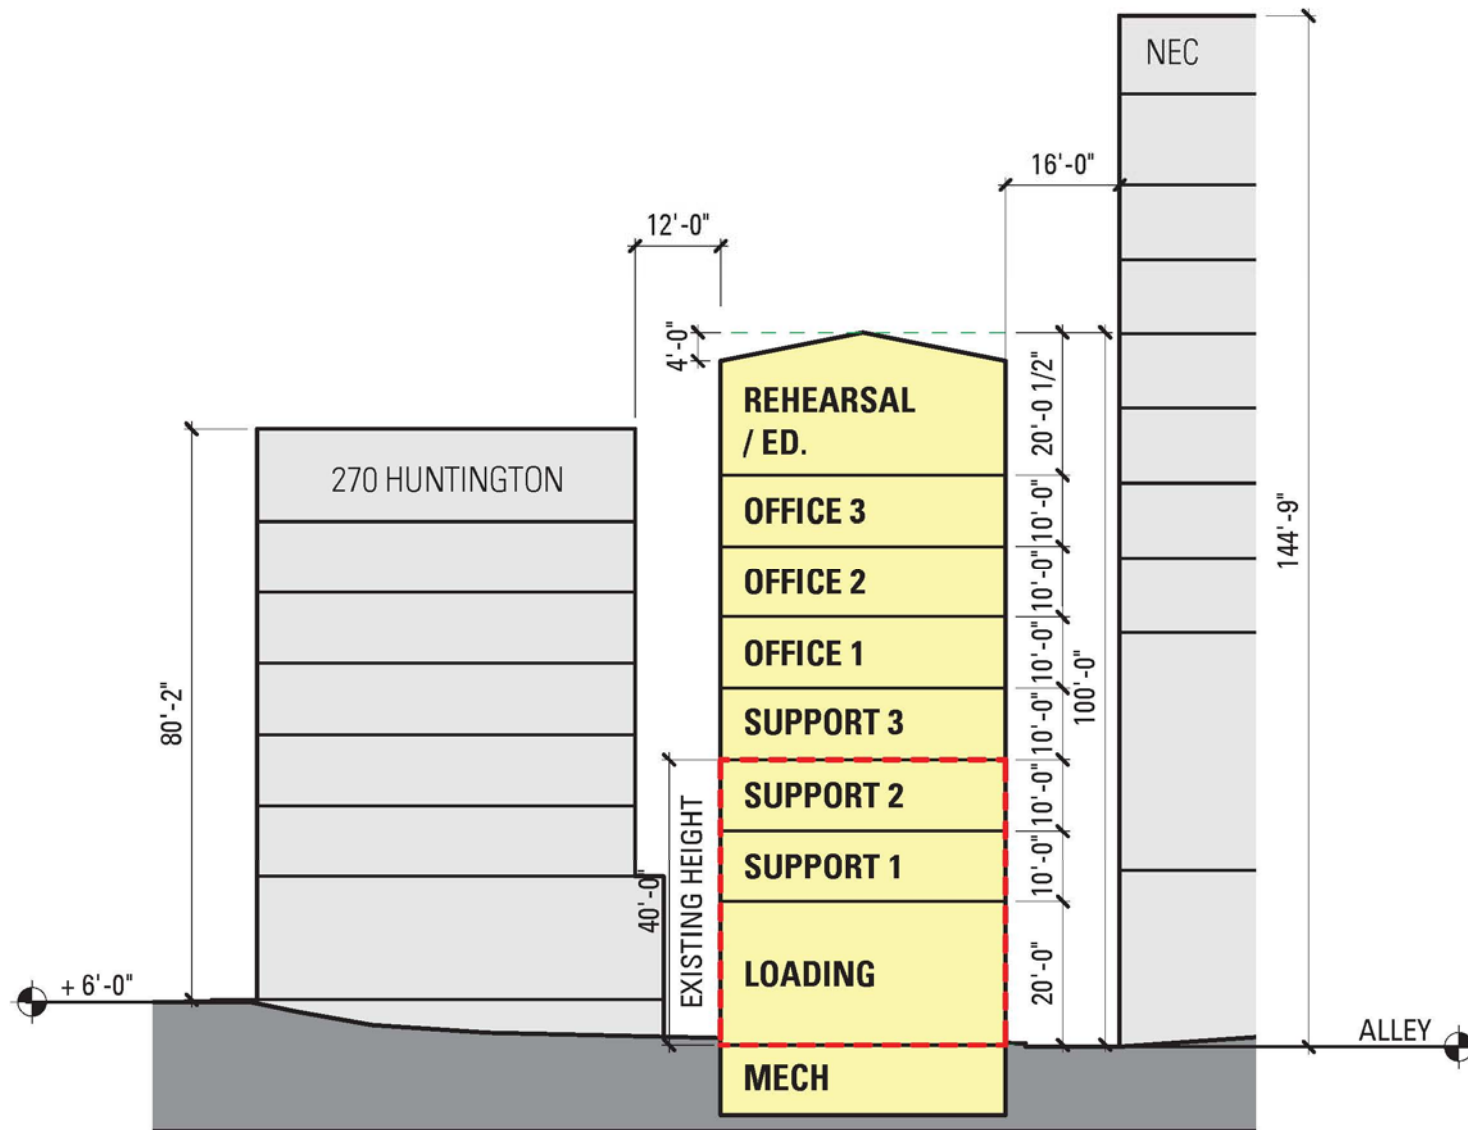 NEC
16'-0"
12'-0"
4'-0"
REHEARSAL
/ ED.
20'-0 1/2"
270 HUNTINGTON
OFFICE 3
10'-0"
144'-9"
OFFICE 2
10'-0"
OFFICE 1
10'-0"
100'-0"
80'-2"
SUPPORT 3
10'-0"
SUPPORT 2
10'-0"
EXISTING HEIGHT
40'-0"
SUPPORT 1
10'-0"
LOADING
20'-0"
+ 6'-0"
ALLEY
MECH